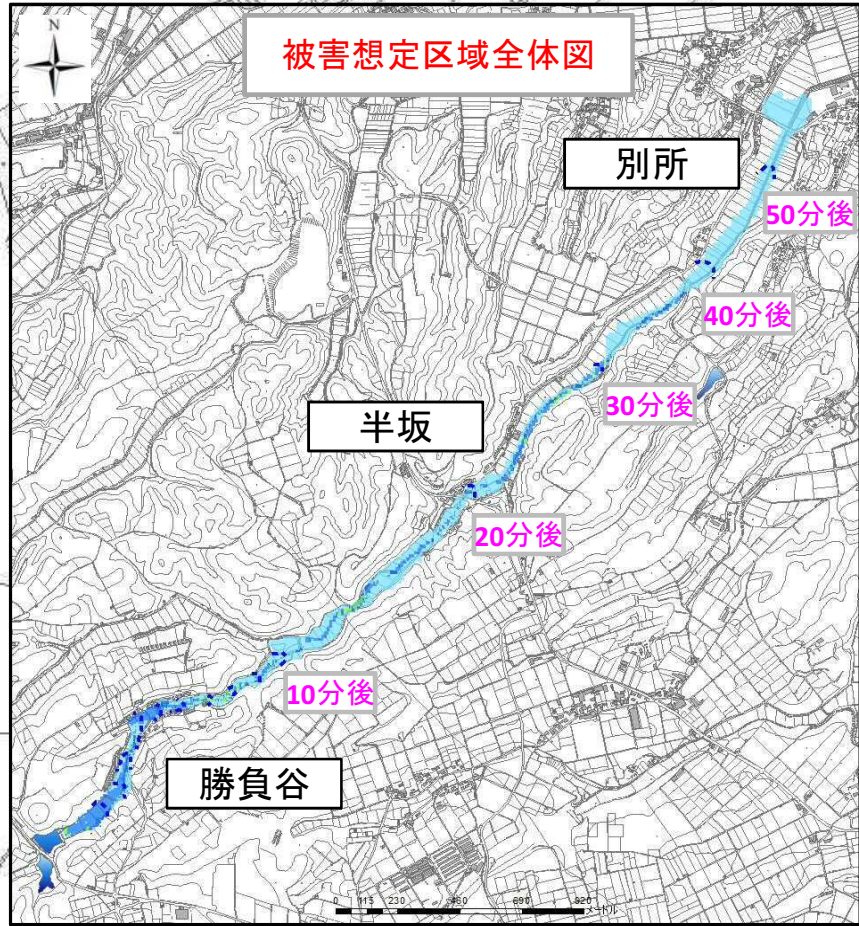 N
被害想定区域全体図
別所
50分後
40分後
30分後
半坂
20分後
10分後
勝負谷
0 115 230 460 690 920
メートル